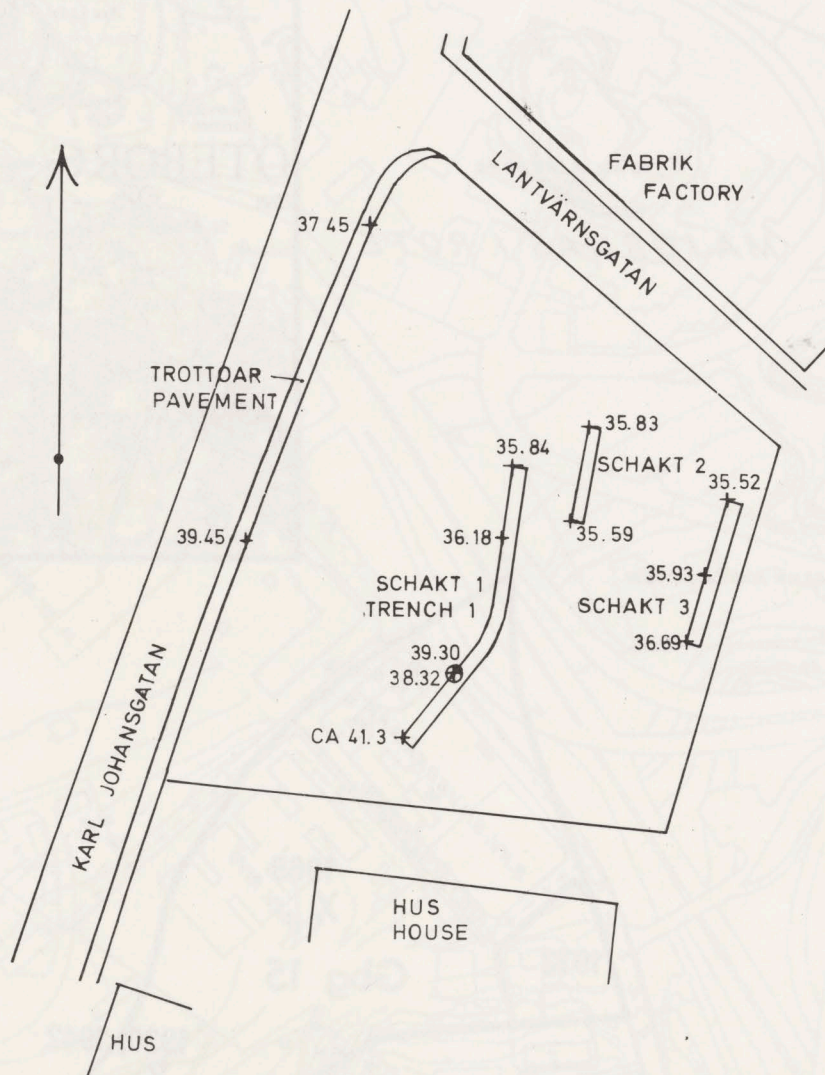 FABRIK
FACTORY
LANTVÄRNSGATAN
37 45
TROTTOAR
PAVEMENT
35.83
35.84
SCHAKT 2
35.52
39.45
36.18
35.59
SCHAKT 1
TRENCH 1
35.93
SCHAKT 3
36.69
39.30
38.32
CA 41.3
KARL JOHANSGATAN
HUS
HOUSE
HUS
Gbg 15